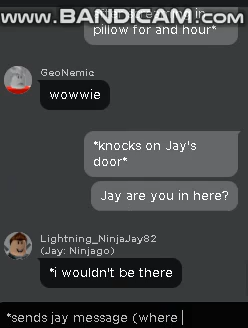 www.BANDICAM.com
pillow for and hour*
GeoNemic
wowwie
*knocks on Jay's
door*
Jay are you in here?
Lightning_NinjaJay82
(Jay: Ninjago)
*i wouldn't be there
*sends jay message (where